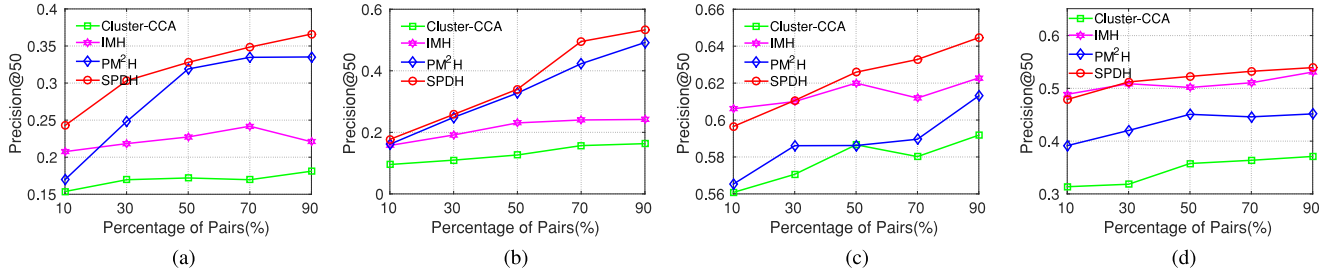 0.4
0.35
0.3
0.25
0.2
0.15
Precision@50
Cluster-CCA
IMH
PM²H
SPDH
10 30 50 70 90
Percentage of Pairs(%)
(a)
0.6
0.4
0.2
0
Precision@50
Cluster-CCA
IMH
PM²H
SPDH
10 30 50 70 90
Percentage of Pairs(%)
(b)
0.66
0.64
0.62
0.6
0.58
0.56
Precision@50
Cluster-CCA
IMH
PM²H
SPDH
10 30 50 70 90
Percentage of Pairs(%)
(c)
0.6
0.5
0.4
0.3
Precision@50
Cluster-CCA
IMH
PM²H
SPDH
10 30 50 70 90
Percentage of Pairs(%)
(d)